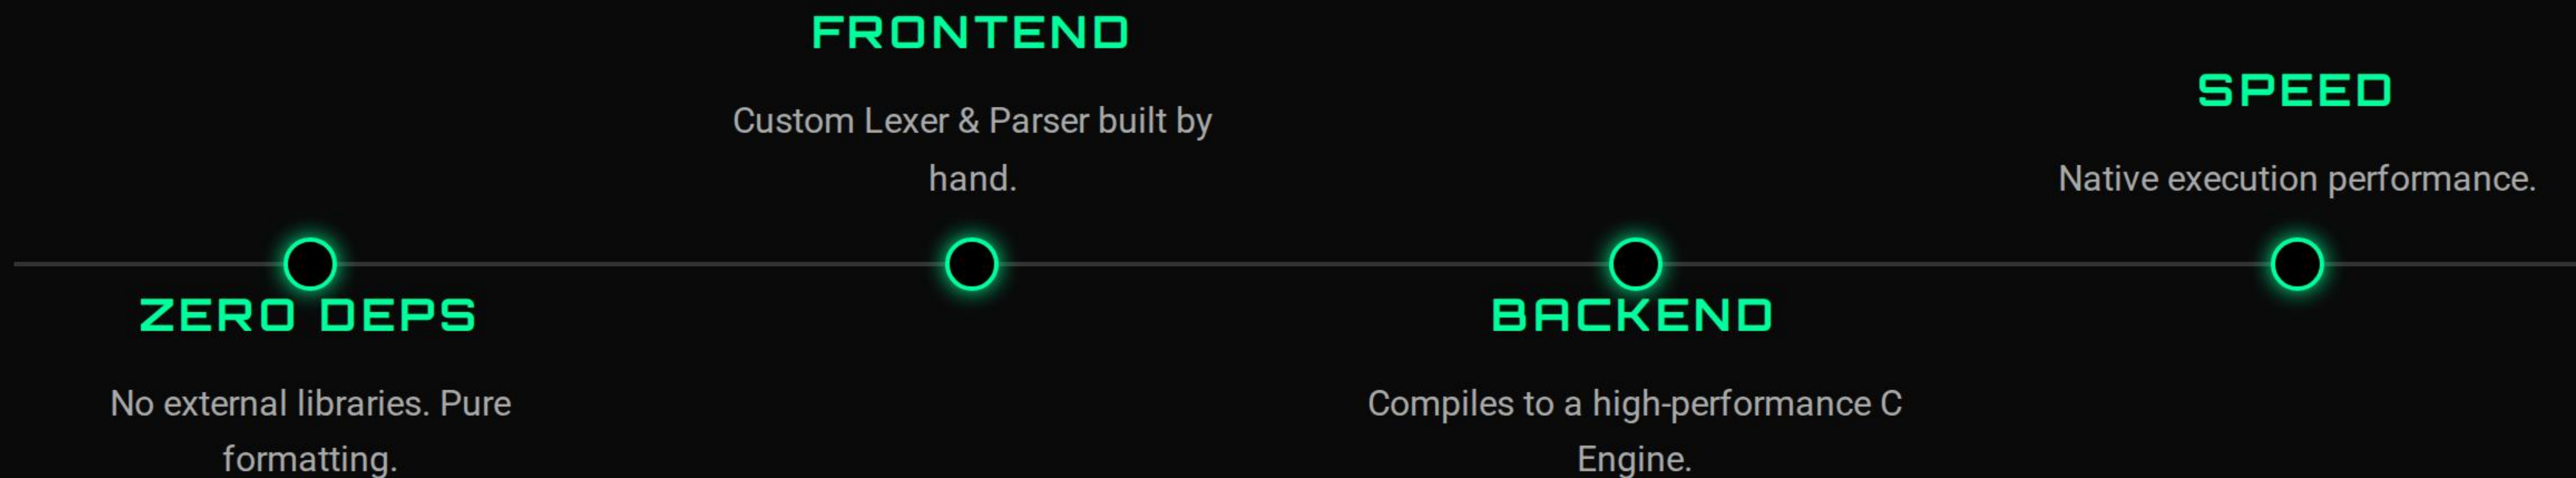 FRONTEND
Custom Lexer & Parser built by
hand.
SPEED
Native execution performance.
ZERO DEPS
No external libraries. Pure
formatting.
BACKEND
Compiles to a high-performance C
Engine.